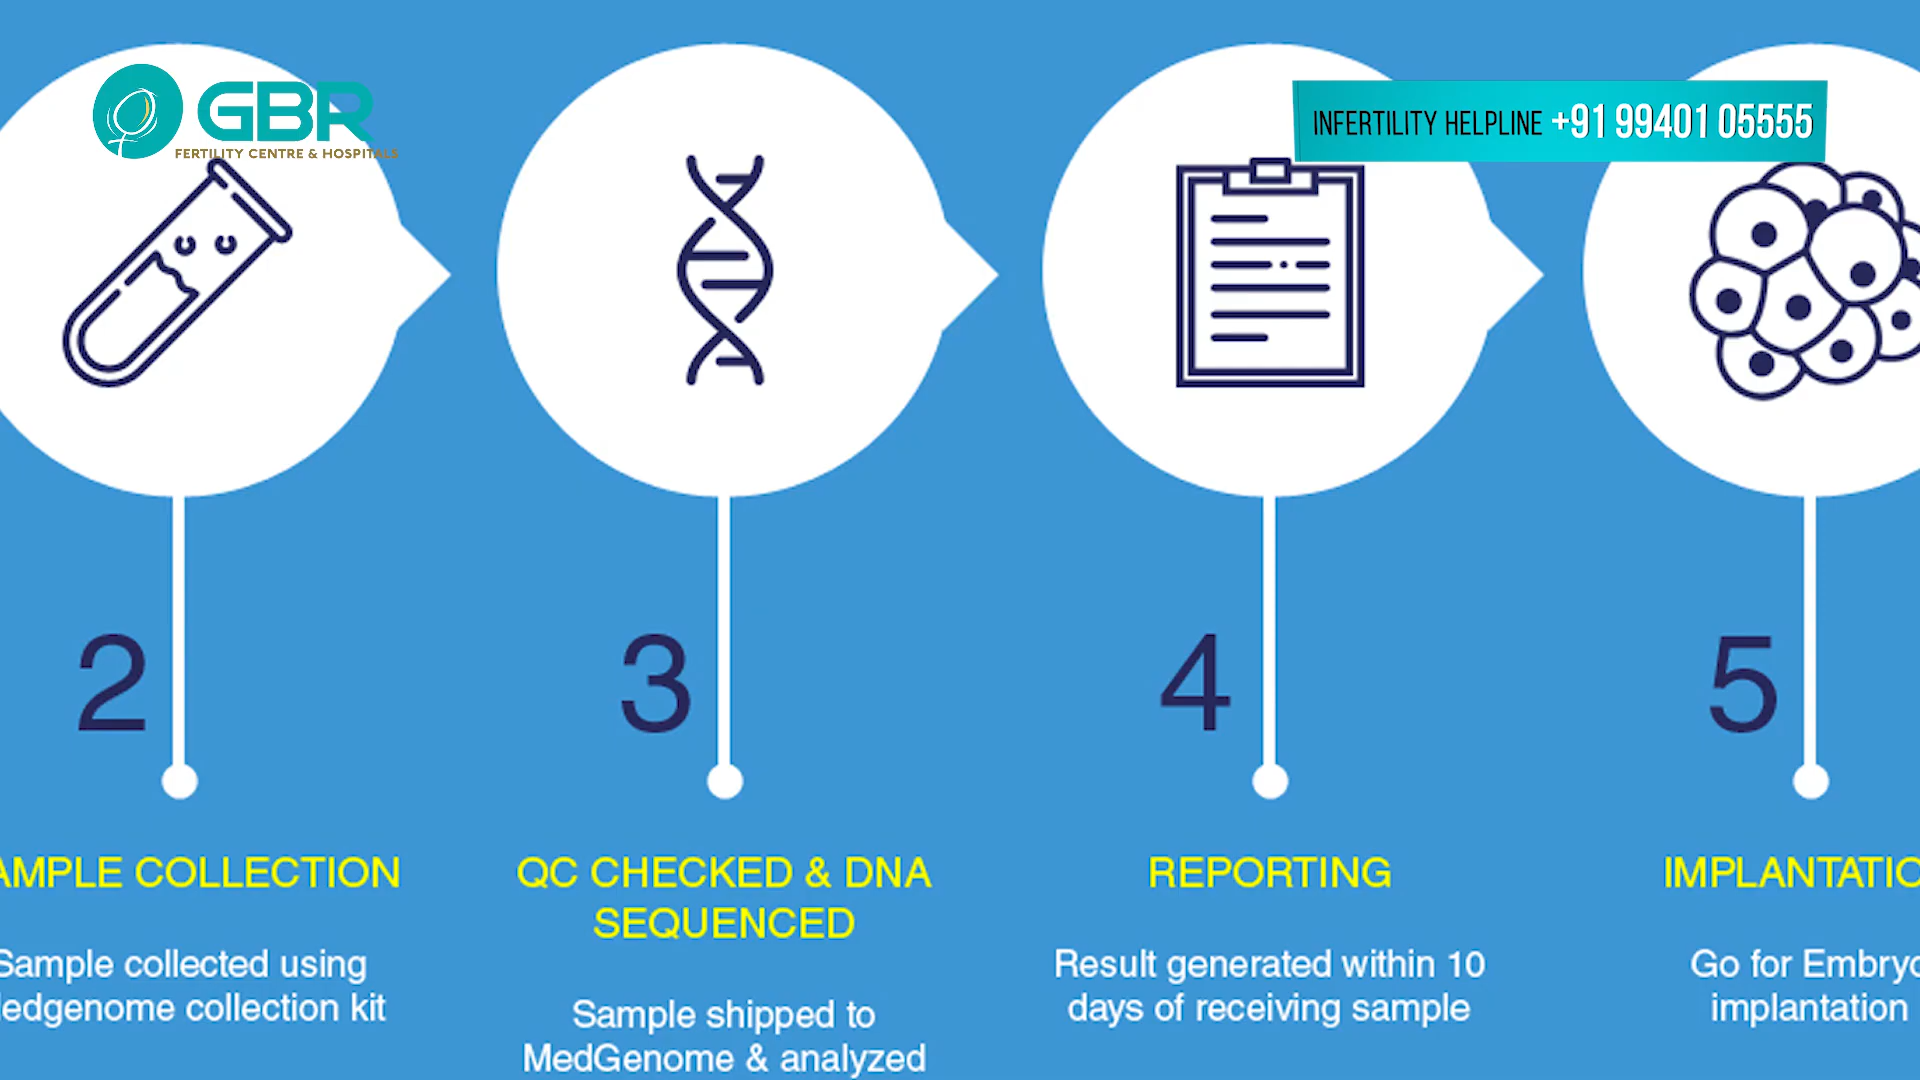 GBR
FERTILITY CENTRE & HOSPITALS
INFERTILITY HELPLINE +91 99401 05555
2
3
4
5
AMPLE COLLECTION
Sample collected using
edgenome collection kit
QC CHECKED & DNA
SEQUENCED
Sample shipped to
MedGenome & analyzed
REPORTING
Result generated within 10
days of receiving sample
IMPLANTATIO
Go for Embryo
implantation